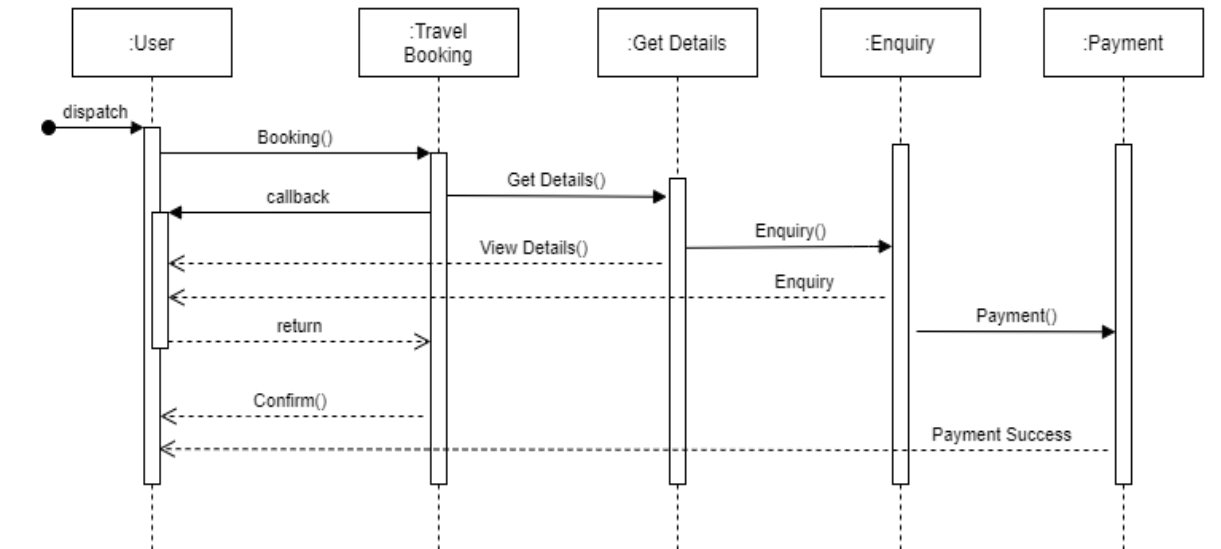 :User
:Travel
Booking
:Get Details
:Enquiry
:Payment
dispatch
Booking()
Get Details()
callback
Enquiry()
View Details()
Enquiry
Payment()
return
Confirm()
Payment Success